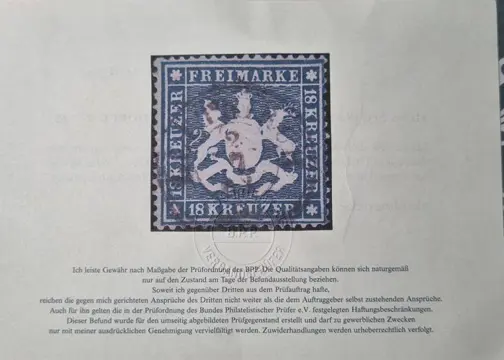 FREIMARKE
18 KREUZER
18 KREUZER
18 KREUZER
B.P.P.
Ich leiste Gewähr nach Maßgabe der Prüfordnung des BPP. Die Qualitätsangaben können sich naturgemäß
nur auf den Zustand am Tage der Befundausstellung beziehen.
Soweit ich gegenüber Dritten aus dem Prüfauftrag hafte,
reichen die gegen mich gerichteten Ansprüche des Dritten nicht weiter als die dem Auftraggeber selbst zustehenden Ansprüche.
Auch für ihn gelten die in der Prüfordnung des Bundes Philatelistischer Prüfer e.V. festgelegten Haftungsbeschränkungen.
Dieser Befund wurde für den umseitig abgebildeten Prüfgegenstand erstellt und darf zu gewerblichen Zwecken
nur mit meiner ausdrücklichen Genehmigung vervielfältigt werden. Zuwiderhandlungen werden urheberrechtlich verfolgt.